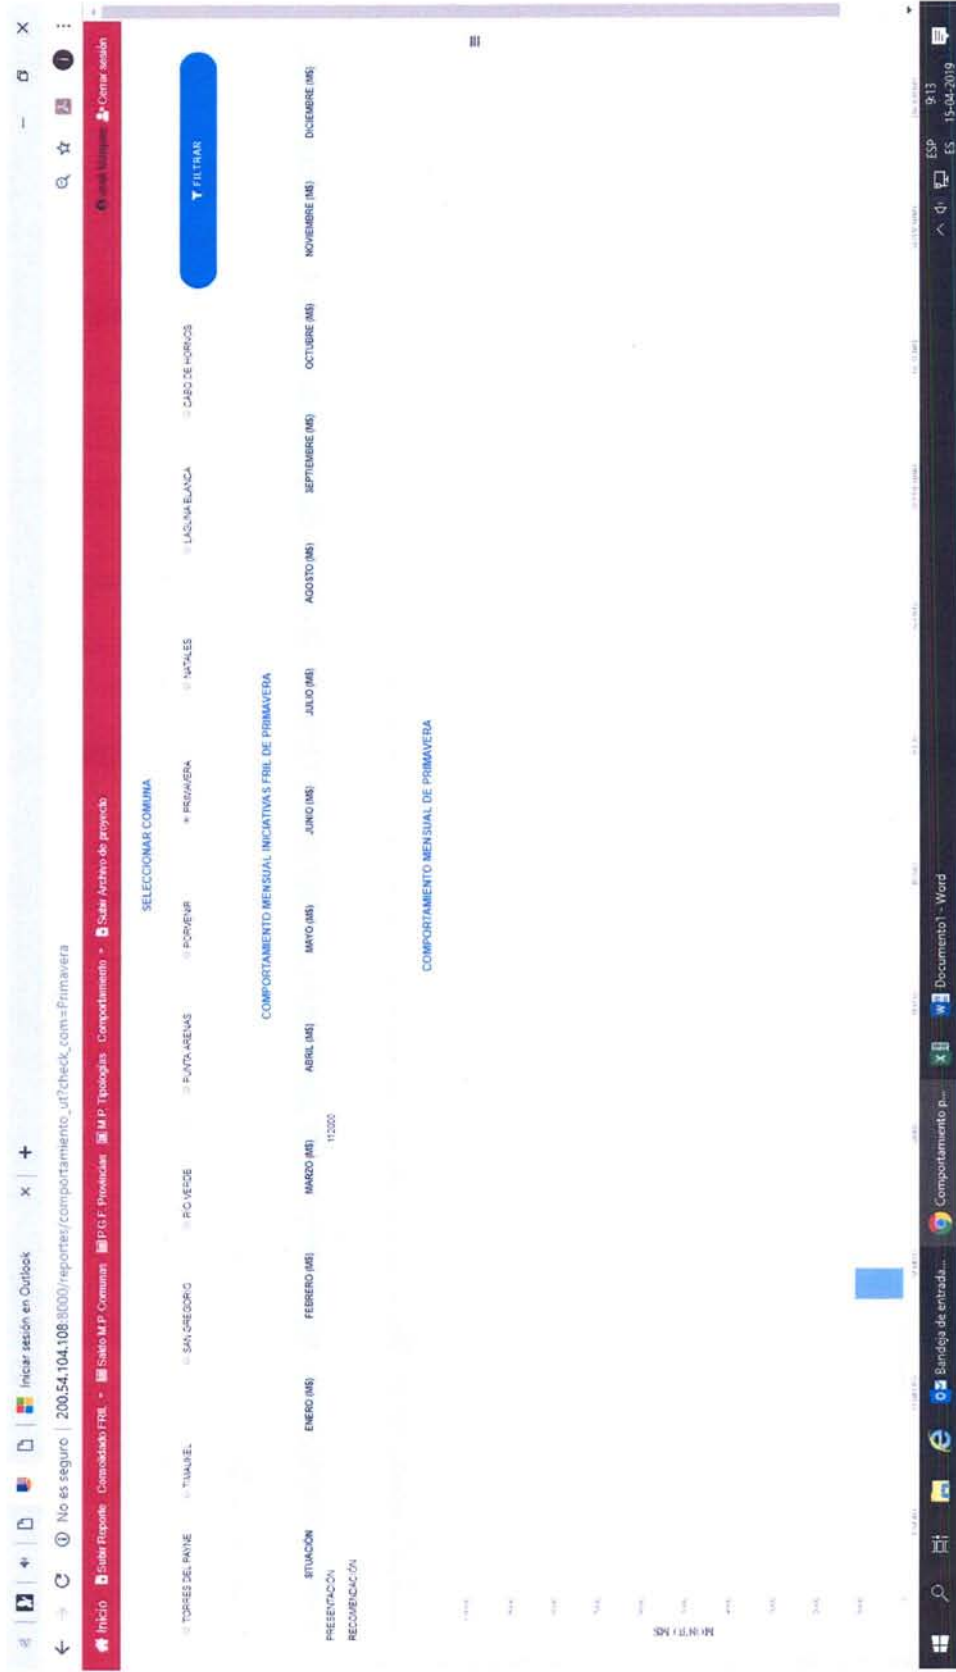 Iniciar sesión en Outlook
No es seguro | 200.54.104.108:8000/reportes/comportamiento_ut?check_com=Primavera
Inicio Subir Reporte Consolidado FRIL Saldo M.P. Comunas P.G.F. Provincias M.P. Tipologías Comportamiento Subir Archivo de proyecto Cerrar sesión
SELECCIONAR COMUNA
TORRES DEL PAYNE TIMAUKEL SAN GREGORIO RIO VERDE PUNTA ARENAS PORVENIR PRIMAVERA NATALES LAGUNA BLANCA CABO DE HORNOS FILTRAR
COMPORTAMIENTO MENSUAL INICIATIVAS FRIL DE PRIMAVERA
SITUACIÓN ENERO (M$) FEBRERO (M$) MARZO (M$) ABRIL (M$) MAYO (M$) JUNIO (M$) JULIO (M$) AGOSTO (M$) SEPTIEMBRE (M$) OCTUBRE (M$) NOVIEMBRE (M$) DICIEMBRE (M$)
PRESENTACIÓN 112000
RECOMENDACIÓN
COMPORTAMIENTO MENSUAL DE PRIMAVERA
Bandeja de entrada... Comportamiento p... Documento1 - Word ESP 9:13
ES 15-04-2019